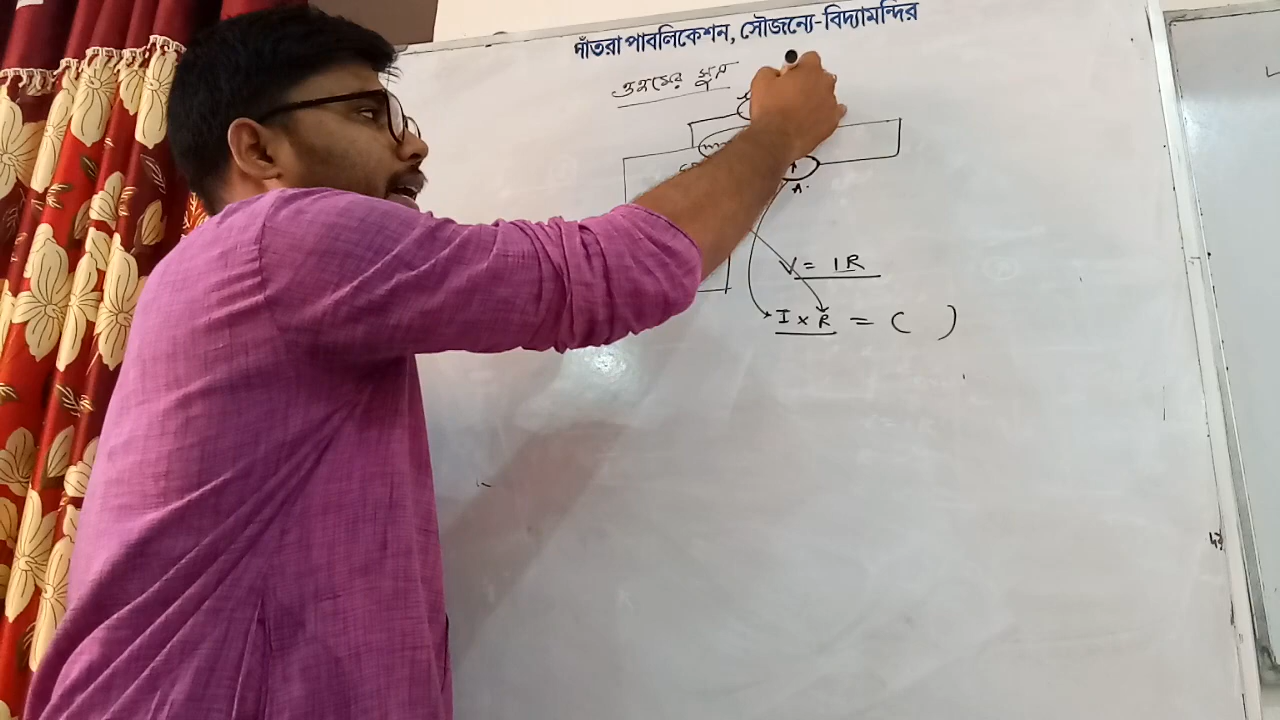 সাঁতরা পাবলিকেশন, সৌজন্যে-বিদ্যামন্দির
ওহমের সূত্র
A
V = IR
I × R = ( )